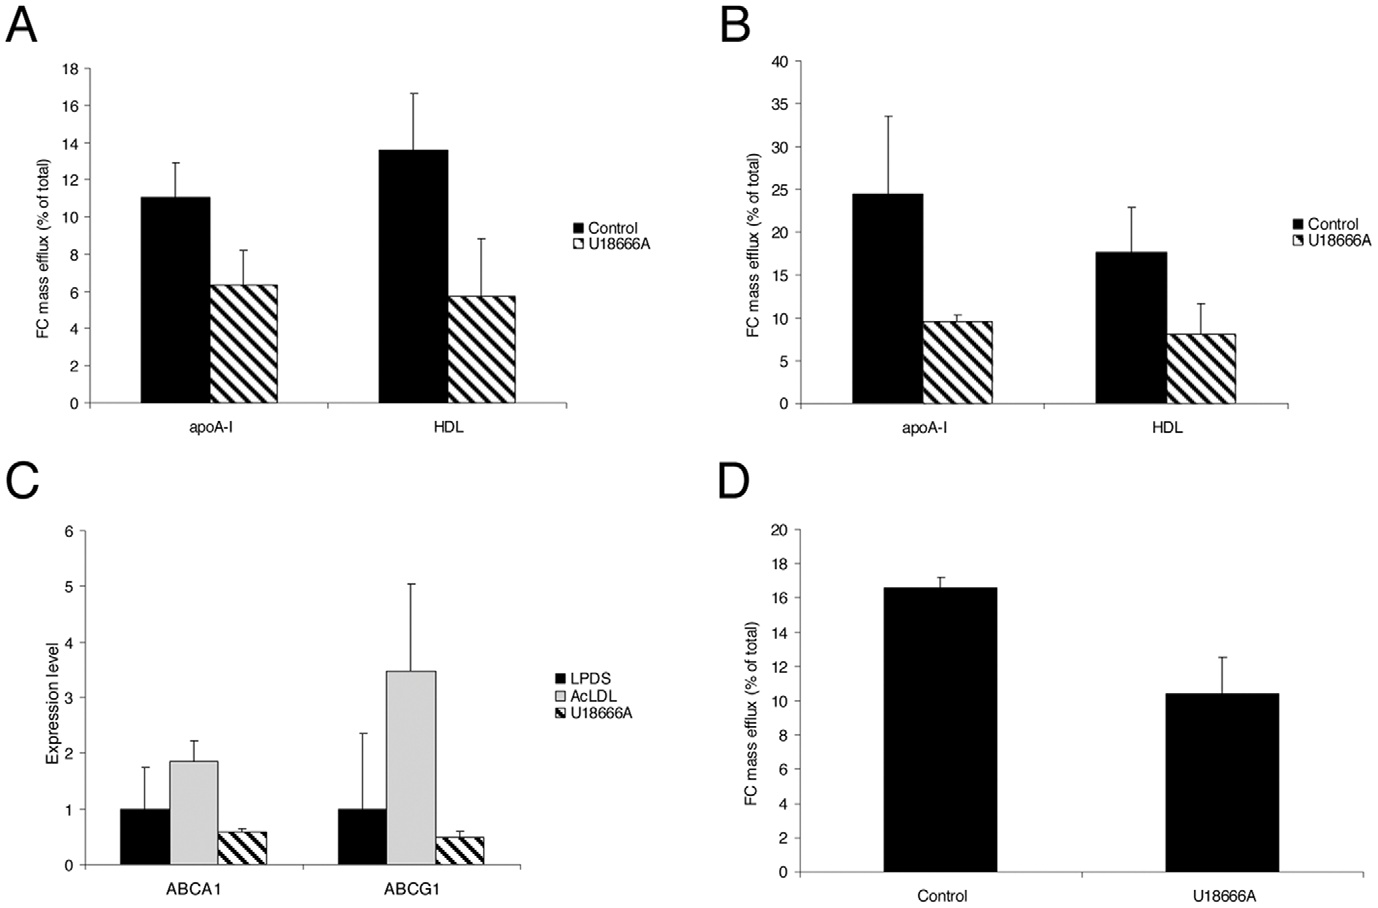 A
18
16
14
12
10
8
6
4
2
0
FC mass efflux (% of total)
apoA-I
HDL
Control
U18666A
B
40
35
30
25
20
15
10
5
0
FC mass efflux (% of total)
apoA-I
HDL
Control
U18666A
C
6
5
4
3
2
1
0
Expression level
ABCA1
ABCG1
LPDS
AcLDL
U18666A
D
20
18
16
14
12
10
8
6
4
2
0
FC mass efflux (% of total)
Control
U18666A